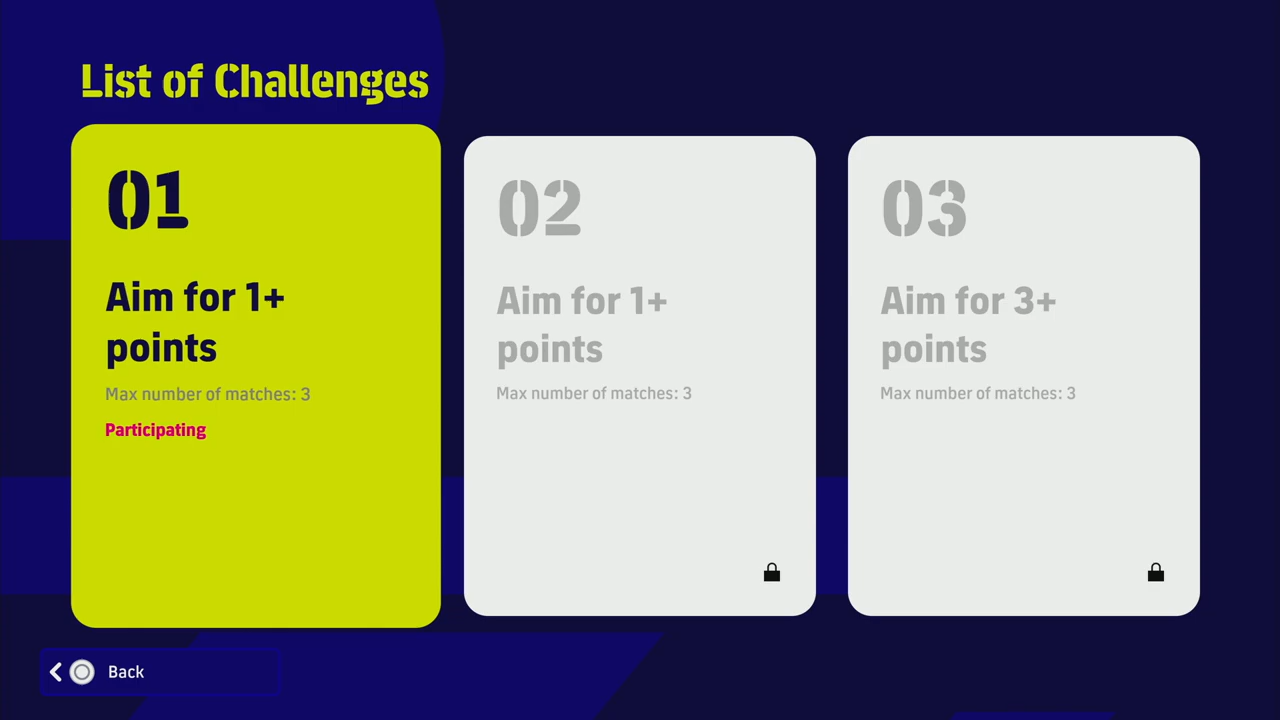 List of Challenges
01
Aim for 1+
points
Max number of matches: 3
Participating
02
Aim for 1+
points
Max number of matches: 3
03
Aim for 3+
points
Max number of matches: 3
Back